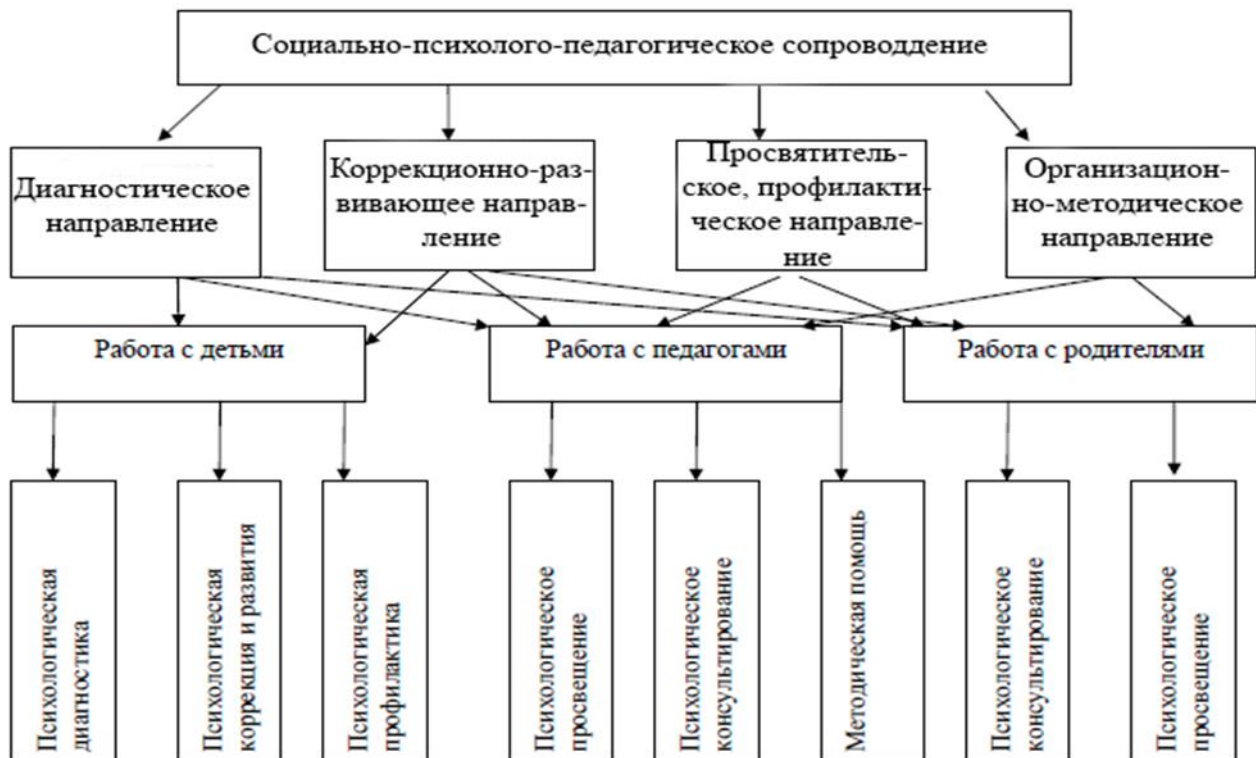 Социально-психолого-педагогическое сопроводдение
Диагностическое
направление
Коррекционно-раз-
вивающее направ-
ление
Просвятитель-
ское, профилакти-
ческое направле-
ние
Организацион-
но-методическое
направление
Работа с детьми
Работа с педагогами
Работа с родителями
Психологическая
диагностика
Психологическая
коррекция и развития
Психологическая
профилактика
Психологическое
просвещение
Психологическое
консультирование
Методическая помощь
Психологическое
консультирование
Психологическое
просвещение